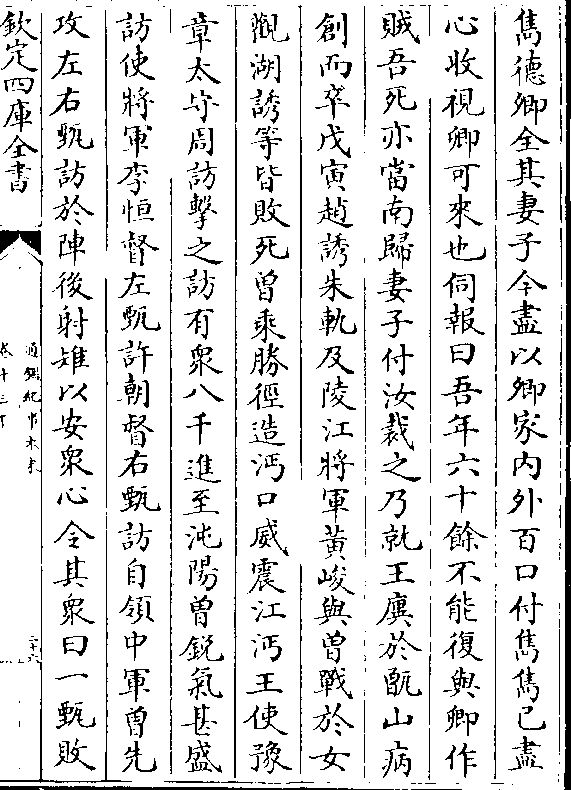 雋德卿全其妻子今盡以卿家内外百口付雋雋已盡
心收視卿可來也伺報曰吾年六十餘不能復與卿作
賊吾死亦當南歸妻子付汝裁之乃就王廙於甑山病
創而卒戊寅趙誘朱軌及陵江將軍黃峻與曽戰於女
觀湖誘等皆敗死曽乘勝徑造沔口威震江沔王使豫
章太守周訪擊之訪有衆八千進至沌陽曽鋭氣甚盛
訪使將軍李恒督左甄許朝督右甄訪自領中軍曽先
攻左右甄訪於陣後射雉以安衆心令其衆曰一甄敗
欽定四庫全書
通鑑紀事本末
卷十三下
二十六